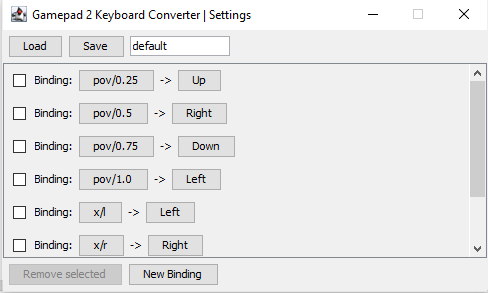 Gamepad 2 Keyboard Converter | Settings
Load Save default
Binding: pov/0.25 -> Up
Binding: pov/0.5 -> Right
Binding: pov/0.75 -> Down
Binding: pov/1.0 -> Left
Binding: x/l -> Left
Binding: x/r -> Right
Remove selected New Binding